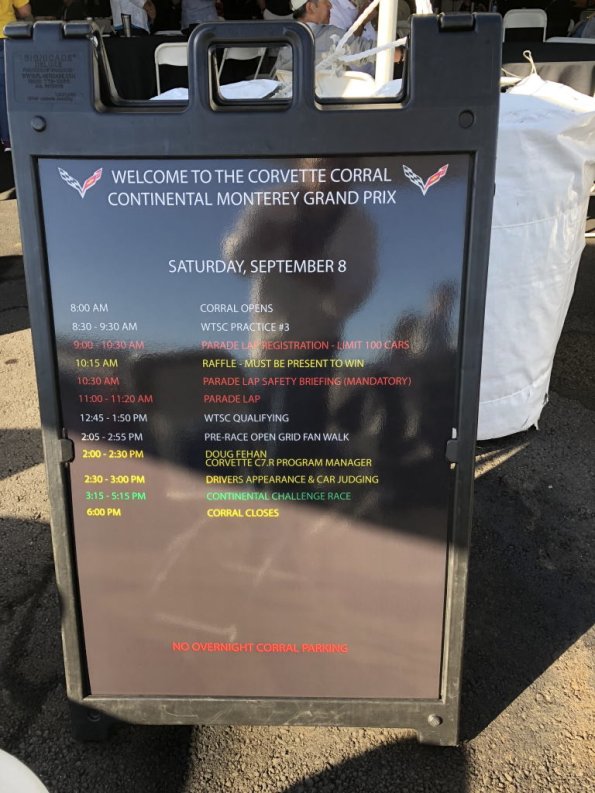 WELCOME TO THE CORVETTE CORRAL
CONTINENTAL MONTEREY GRAND PRIX
SATURDAY, SEPTEMBER 8
8:00 AM CORRAL OPENS
8:30 - 9:30 AM WTSC PRACTICE #3
9:00 - 10:30 AM PARADE LAP REGISTRATION - LIMIT 100 CARS
10:15 AM RAFFLE - MUST BE PRESENT TO WIN
10:30 AM PARADE LAP SAFETY BRIEFING (MANDATORY)
11:00 - 11:20 AM PARADE LAP
12:45 - 1:50 PM WTSC QUALIFYING
2:05 - 2:55 PM PRE-RACE OPEN GRID FAN WALK
2:00 - 2:30 PM DOUG FEHAN
CORVETTE C7.R PROGRAM MANAGER
2:30 - 3:00 PM DRIVERS APPEARANCE & CAR JUDGING
3:15 - 5:15 PM CONTINENTAL CHALLENGE RACE
6:00 PM CORRAL CLOSES
NO OVERNIGHT CORRAL PARKING